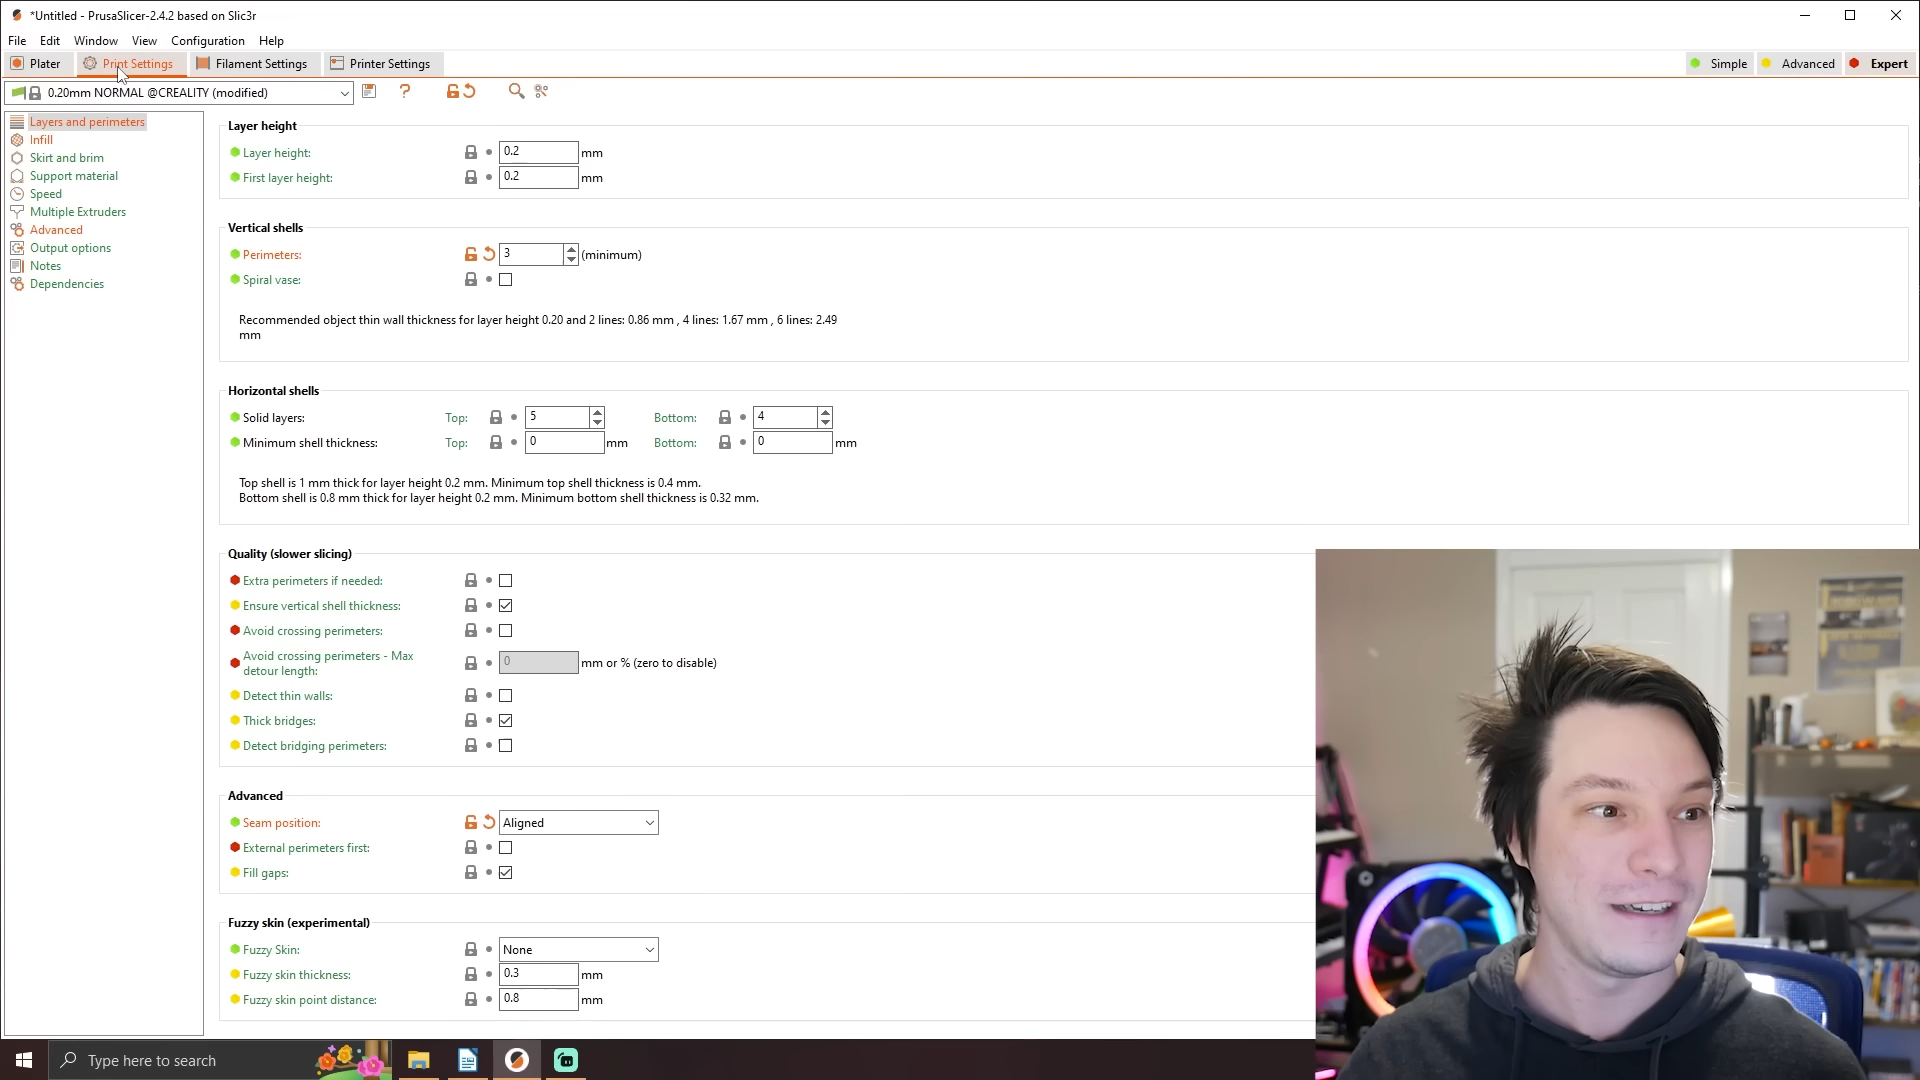 *Untitled - PrusaSlicer-2.4.2 based on Slic3r
File Edit Window View Configuration Help
Plater Print Settings Filament Settings Printer Settings Simple Advanced Expert
0.20mm NORMAL @CREALITY (modified)
Layers and perimeters
Infill
Skirt and brim
Support material
Speed
Multiple Extruders
Advanced
Output options
Notes
Dependencies
Layer height
Layer height: 0.2 mm
First layer height: 0.2 mm
Vertical shells
Perimeters: 3 (minimum)
Spiral vase:
Recommended object thin wall thickness for layer height 0.20 and 2 lines: 0.86 mm , 4 lines: 1.67 mm , 6 lines: 2.49
mm
Horizontal shells
Solid layers: Top: 5 Bottom: 4
Minimum shell thickness: Top: 0 mm Bottom: 0 mm
Top shell is 1 mm thick for layer height 0.2 mm. Minimum top shell thickness is 0.4 mm.
Bottom shell is 0.8 mm thick for layer height 0.2 mm. Minimum bottom shell thickness is 0.32 mm.
Quality (slower slicing)
Extra perimeters if needed:
Ensure vertical shell thickness:
Avoid crossing perimeters:
Avoid crossing perimeters - Max
detour length: 0 mm or % (zero to disable)
Detect thin walls:
Thick bridges:
Detect bridging perimeters:
Advanced
Seam position: Aligned
External perimeters first:
Fill gaps:
Fuzzy skin (experimental)
Fuzzy Skin: None
Fuzzy skin thickness: 0.3 mm
Fuzzy skin point distance: 0.8 mm
Type here to search